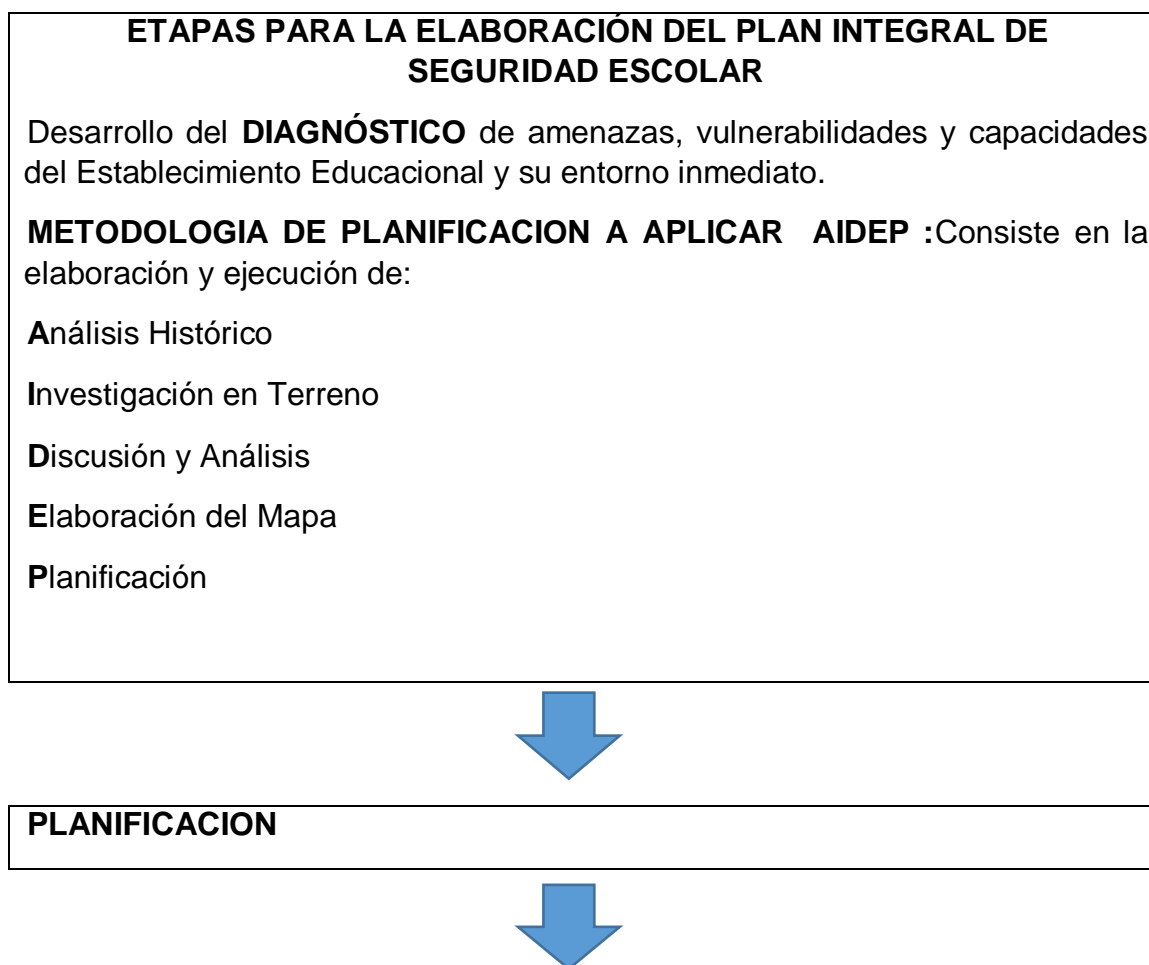 ETAPAS PARA LA ELABORACIÓN DEL PLAN INTEGRAL DE
SEGURIDAD ESCOLAR
Desarrollo del DIAGNÓSTICO de amenazas, vulnerabilidades y capacidades
del Establecimiento Educacional y su entorno inmediato.
METODOLOGIA DE PLANIFICACION A APLICAR AIDEP :Consiste en la
elaboración y ejecución de:
Análisis Histórico
Investigación en Terreno
Discusión y Análisis
Elaboración del Mapa
Planificación
PLANIFICACION